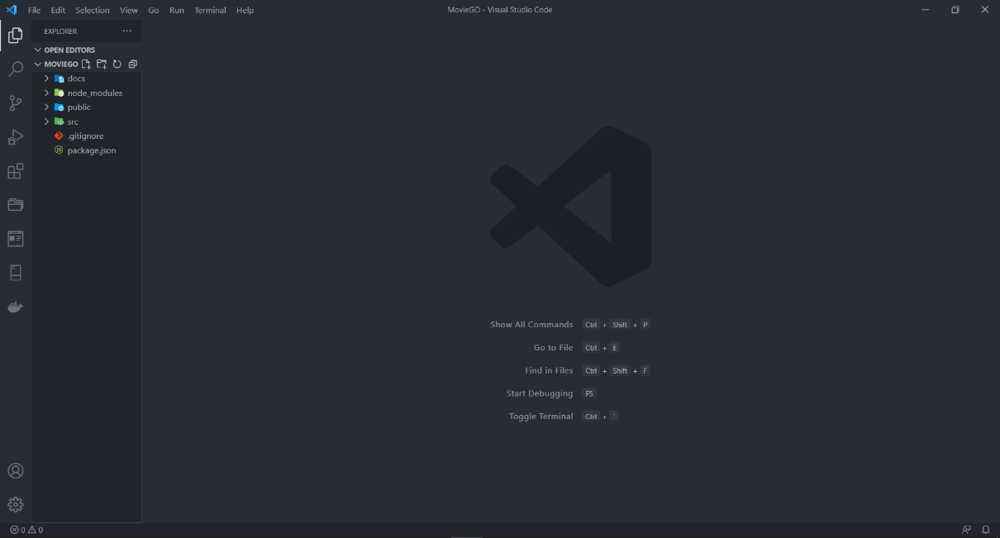 File Edit Selection View Go Run Terminal Help
MovieGO - Visual Studio Code
EXPLORER
OPEN EDITORS
MOVIEGO
docs
node_modules
public
src
.gitignore
package.json
Show All Commands Ctrl + Shift + P
Go to File Ctrl + E
Find in Files Ctrl + Shift + F
Start Debugging F5
Toggle Terminal Ctrl + `
0 0